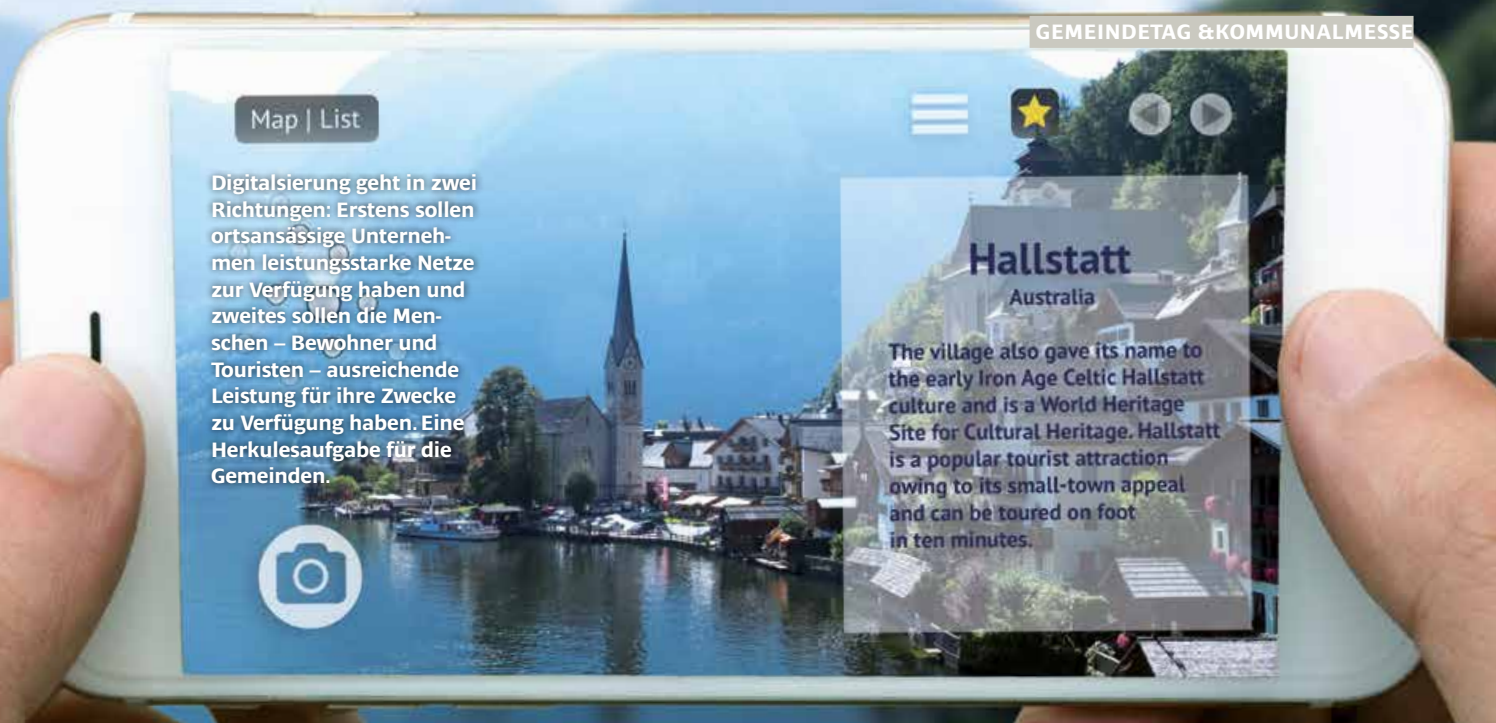 GEMEINDETAG &KOMMUNALMESSE
Map | List
Digitalsierung geht in zwei
Richtungen: Erstens sollen
ortsansässige Unterneh-
men leistungsstarke Netze
zur Verfügung haben und
zweites sollen die Men-
schen – Bewohner und
Touristen – ausreichende
Leistung für ihre Zwecke
zu Verfügung haben. Eine
Herkulesaufgabe für die
Gemeinden.
Hallstatt
Australia
The village also gave its name to
the early Iron Age Celtic Hallstatt
culture and is a World Heritage
Site for Cultural Heritage. Hallstatt
is a popular tourist attraction
owing to its small-town appeal
and can be toured on foot
in ten minutes.